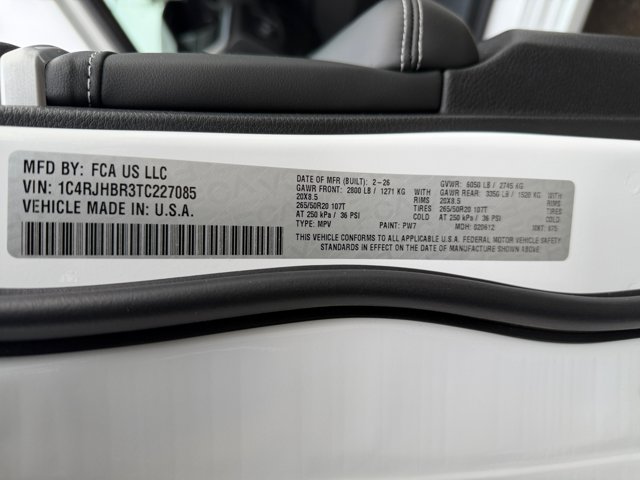 MFD BY: FCA US LLC
VIN: 1C4RJHBR3TC227085
VEHICLE MADE IN: U.S.A.
DATE OF MFR (BUILT): 2-26 GVWR: 6050 LB / 2745 KG
GAWR FRONT: 2800 LB / 1271 KG WITH GAWR REAR: 3350 LB / 1520 KG WITH
20X8.5 RIMS 20X8.5 RIMS
265/50R20 107T TIRES 265/50R20 107T TIRES
AT 250 kPa / 36 PSI COLD AT 250 kPa / 36 PSI COLD
TYPE: MPV PAINT: PW7 MDH: 020612
THIS VEHICLE CONFORMS TO ALL APPLICABLE U.S.A. FEDERAL MOTOR VEHICLE SAFETY
STANDARDS IN EFFECT ON THE DATE OF MANUFACTURE SHOWN ABOVE